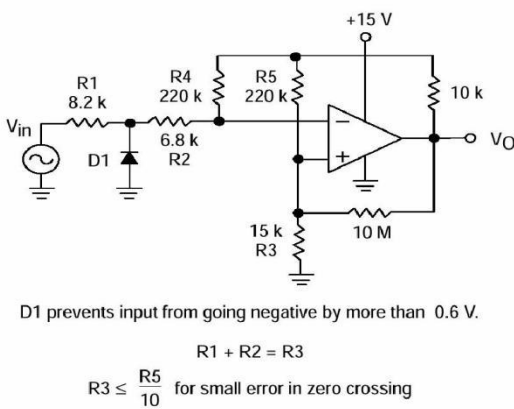 +15 V
R1
8.2 k
R4
220 k
R5
220 k
10 k
Vin
D1
6.8 k
R2
−
+
VO
15 k
R3
10 M
D1 prevents input from going negative by more than 0.6 V.
R1 + R2 = R3
R3 ≤ R5/10 for small error in zero crossing